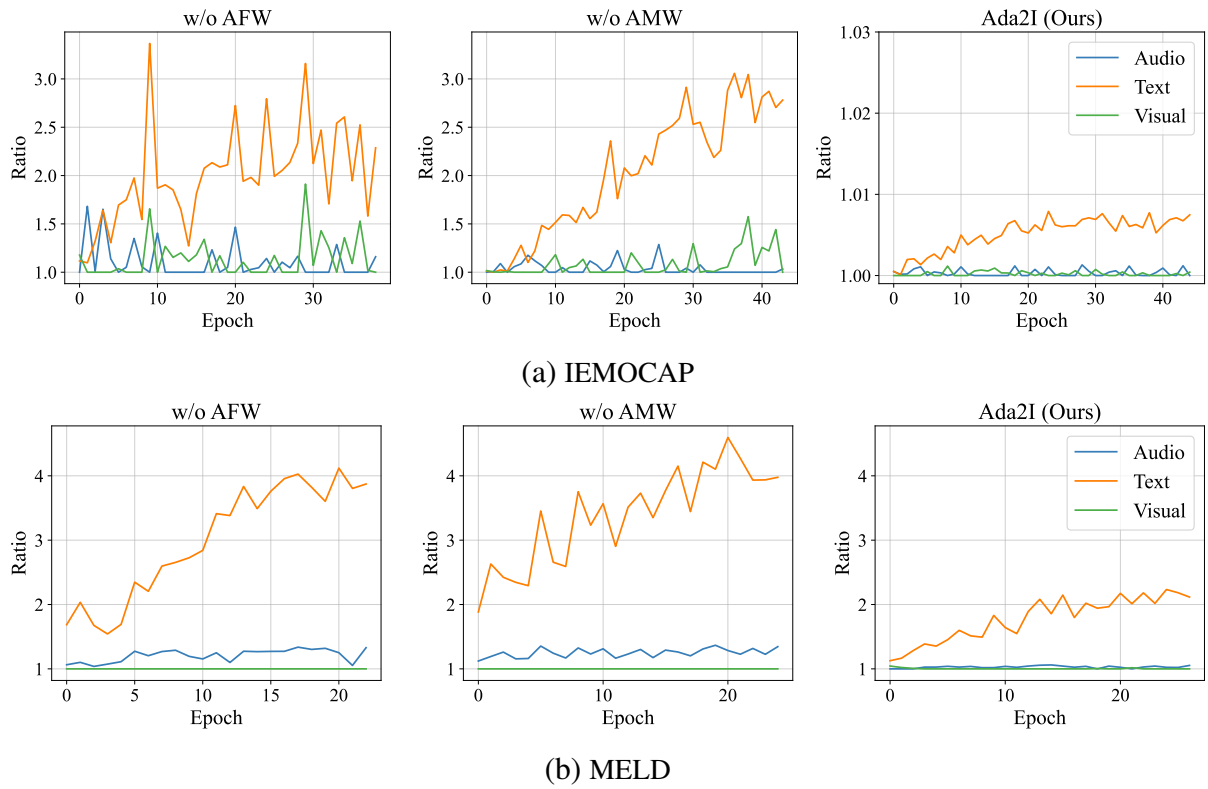 w/o AFW
w/o AMW
Ada2I (Ours)
Ratio
3.0
2.5
2.0
1.5
1.0
0
10
20
30
Epoch
Ratio
3.0
2.5
2.0
1.5
1.0
0
10
20
30
40
Epoch
Ratio
1.03
1.02
1.01
1.00
0
10
20
30
40
Epoch
Audio
Text
Visual
(a) IEMOCAP
w/o AFW
w/o AMW
Ada2I (Ours)
Ratio
4
3
2
1
0
5
10
15
20
Epoch
Ratio
4
3
2
1
0
10
20
Epoch
Ratio
4
3
2
1
0
10
20
Epoch
Audio
Text
Visual
(b) MELD